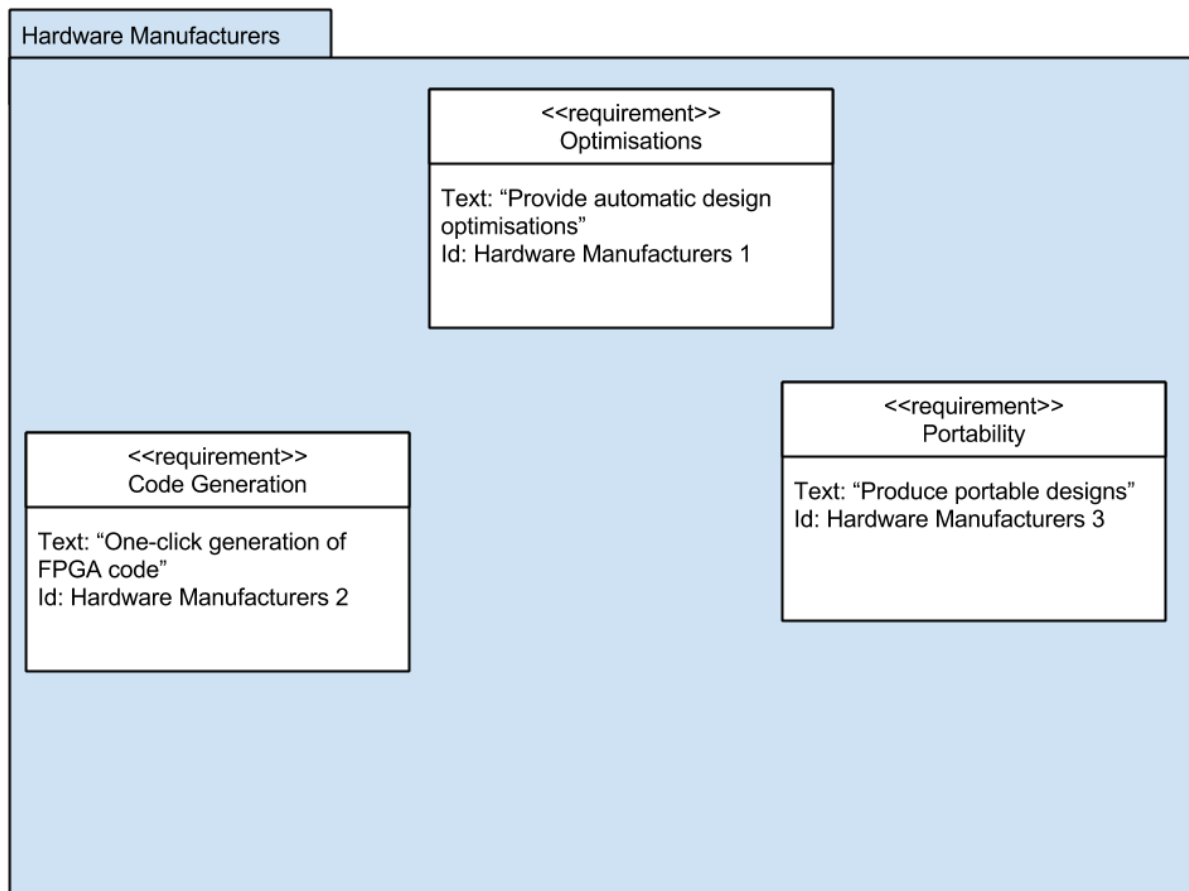 Hardware Manufacturers
<<requirement>>
Optimisations
Text: “Provide automatic design
optimisations”
Id: Hardware Manufacturers 1
<<requirement>>
Portability
Text: “Produce portable designs”
Id: Hardware Manufacturers 3
<<requirement>>
Code Generation
Text: “One-click generation of
FPGA code”
Id: Hardware Manufacturers 2